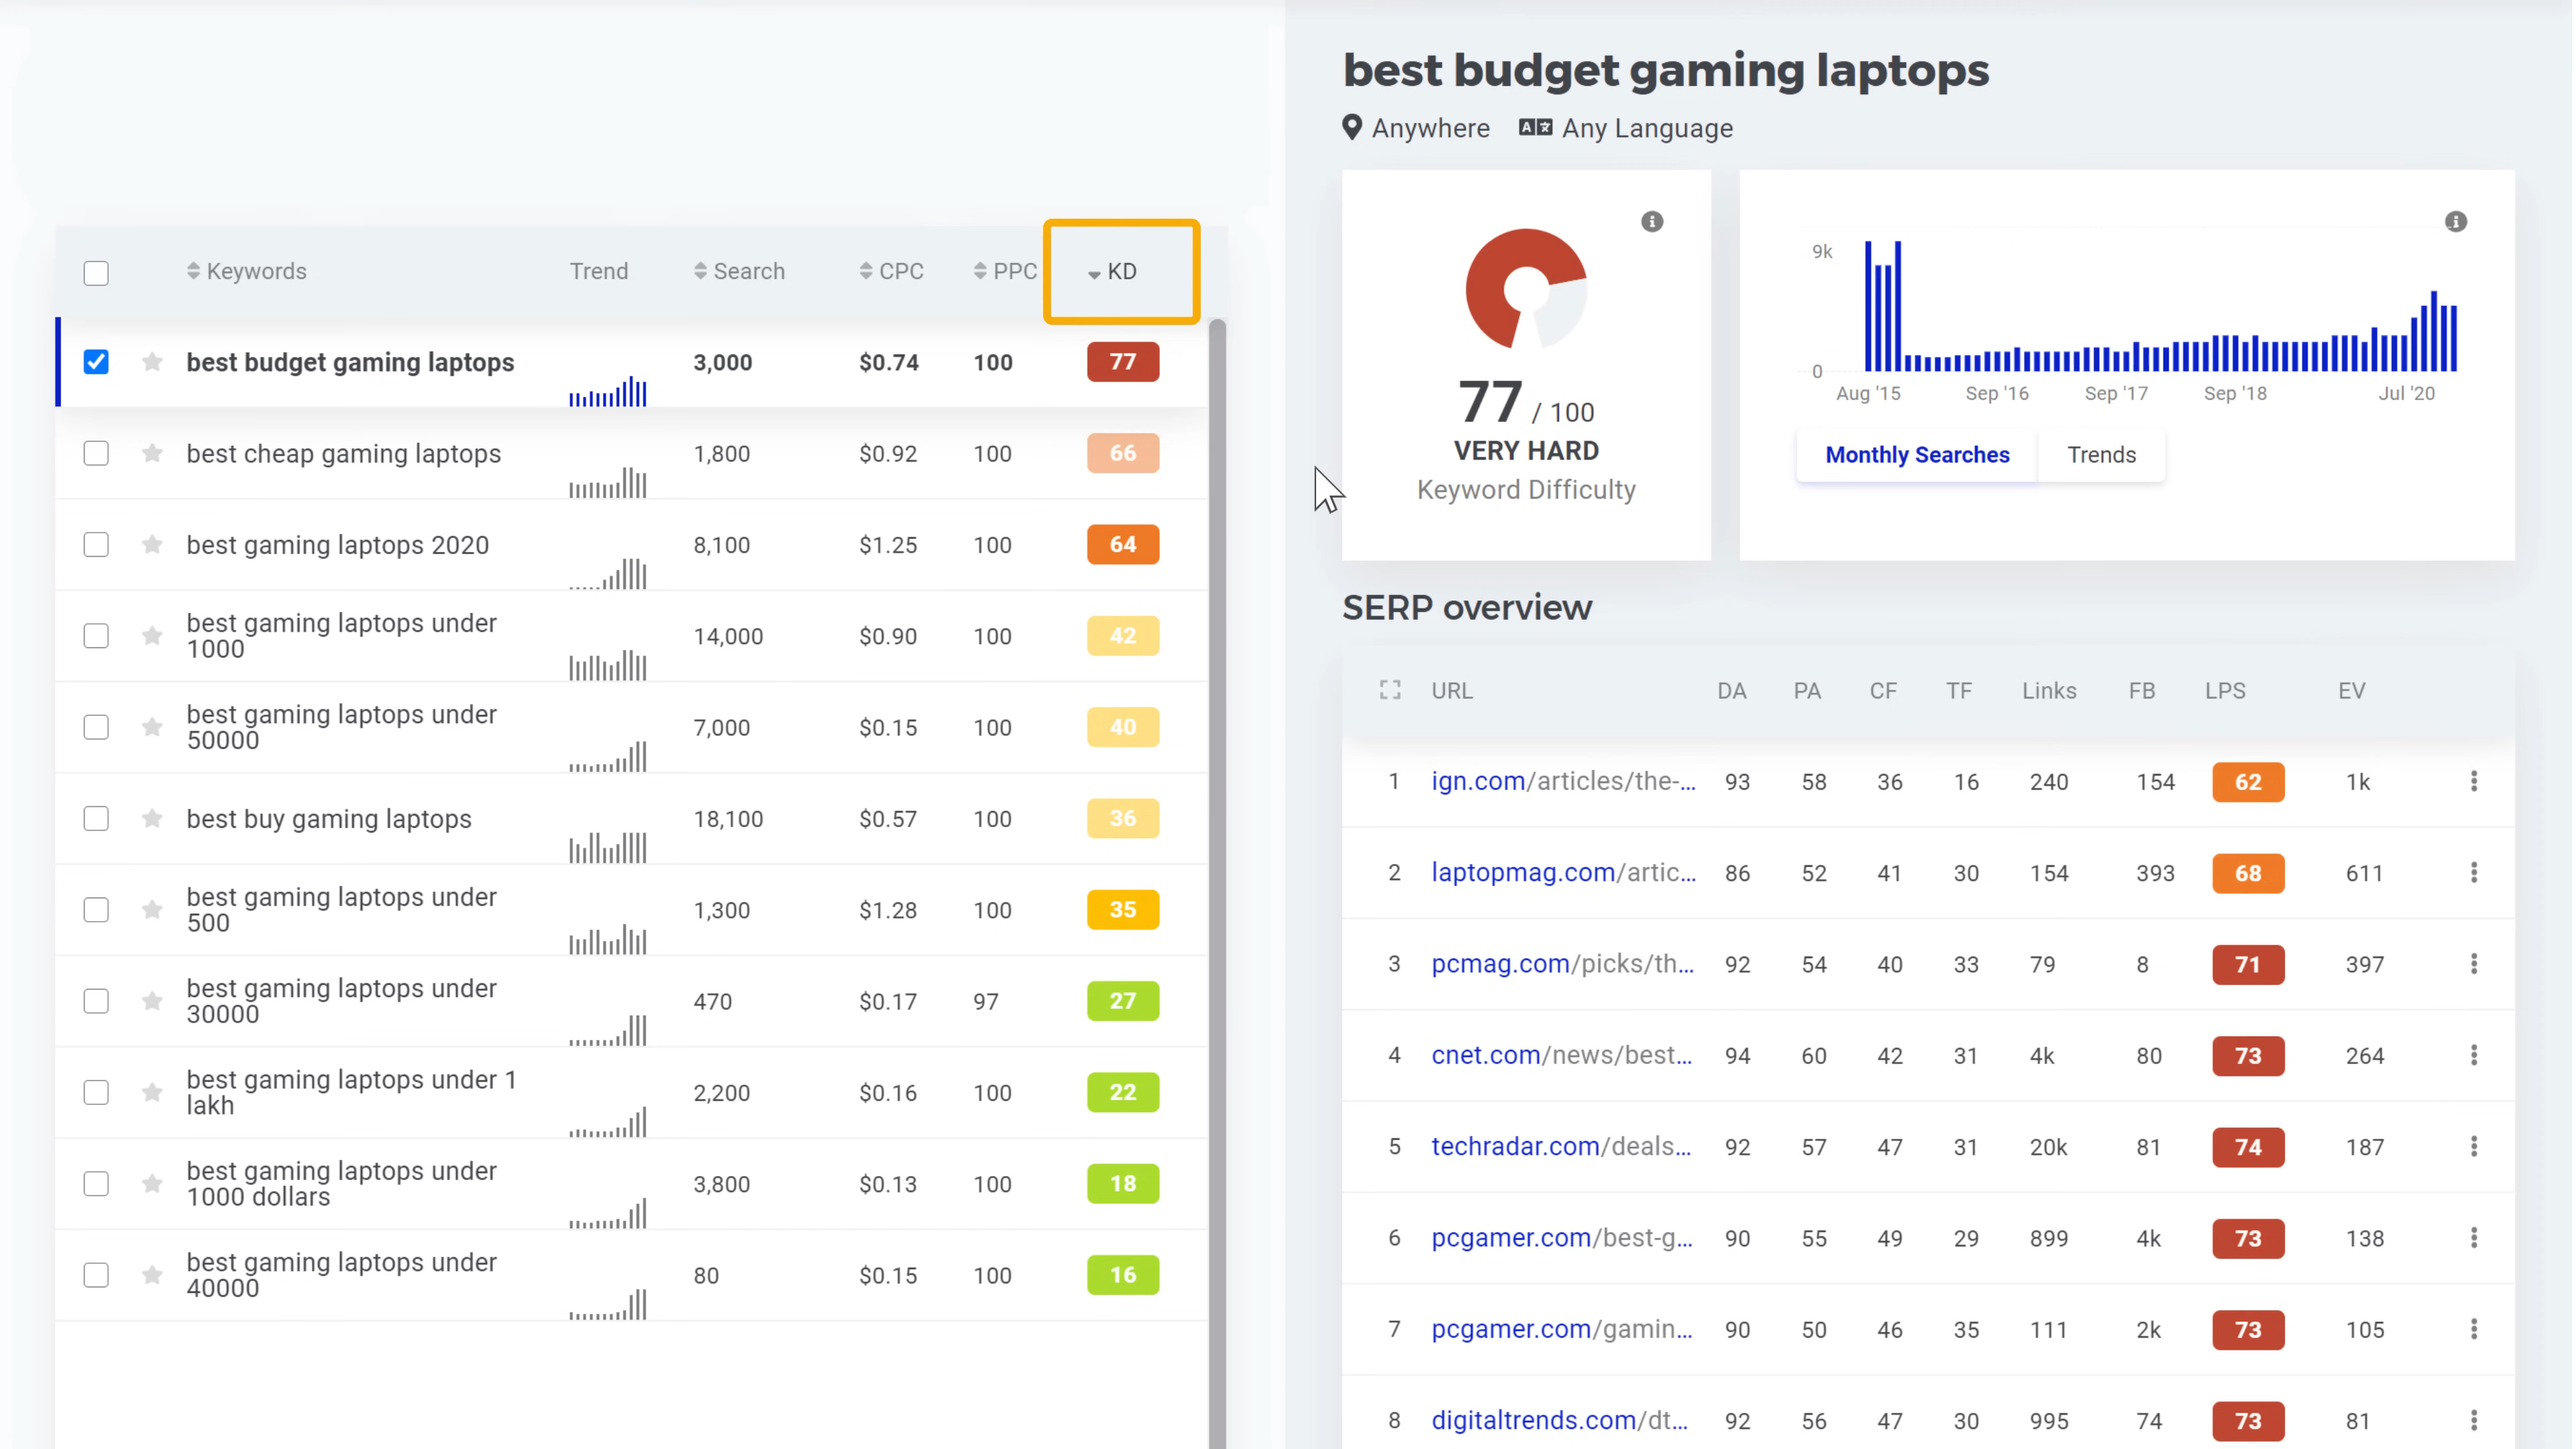 Keywords Trend Search CPC PPC KD
best budget gaming laptops 3,000 $0.74 100 77
best cheap gaming laptops 1,800 $0.92 100 66
best gaming laptops 2020 8,100 $1.25 100 64
best gaming laptops under
1000 14,000 $0.90 100 42
best gaming laptops under
50000 7,000 $0.15 100 40
best buy gaming laptops 18,100 $0.57 100 36
best gaming laptops under
500 1,300 $1.28 100 35
best gaming laptops under
30000 470 $0.17 97 27
best gaming laptops under 1
lakh 2,200 $0.16 100 22
best gaming laptops under
1000 dollars 3,800 $0.13 100 18
best gaming laptops under
40000 80 $0.15 100 16
best budget gaming laptops
Anywhere Any Language
77 / 100
VERY HARD
Keyword Difficulty
9k
0
Aug '15 Sep '16 Sep '17 Sep '18 Jul '20
Monthly Searches Trends
SERP overview
URL DA PA CF TF Links FB LPS EV
1 ign.com/articles/the-... 93 58 36 16 240 154 62 1k
2 laptopmag.com/artic... 86 52 41 30 154 393 68 611
3 pcmag.com/picks/th... 92 54 40 33 79 8 71 397
4 cnet.com/news/best... 94 60 42 31 4k 80 73 264
5 techradar.com/deals... 92 57 47 31 20k 81 74 187
6 pcgamer.com/best-g... 90 55 49 29 899 4k 73 138
7 pcgamer.com/gamin... 90 50 46 35 111 2k 73 105
8 digitaltrends.com/dt... 92 56 47 30 995 74 73 81